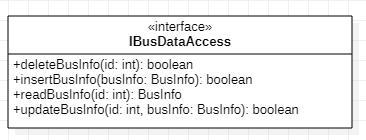 «interface»
IBusDataAccess
+deleteBusInfo(id: int): boolean
+insertBusInfo(busInfo: BusInfo): boolean
+readBusInfo(id: int): BusInfo
+updateBusInfo(id: int, busInfo: BusInfo): boolean